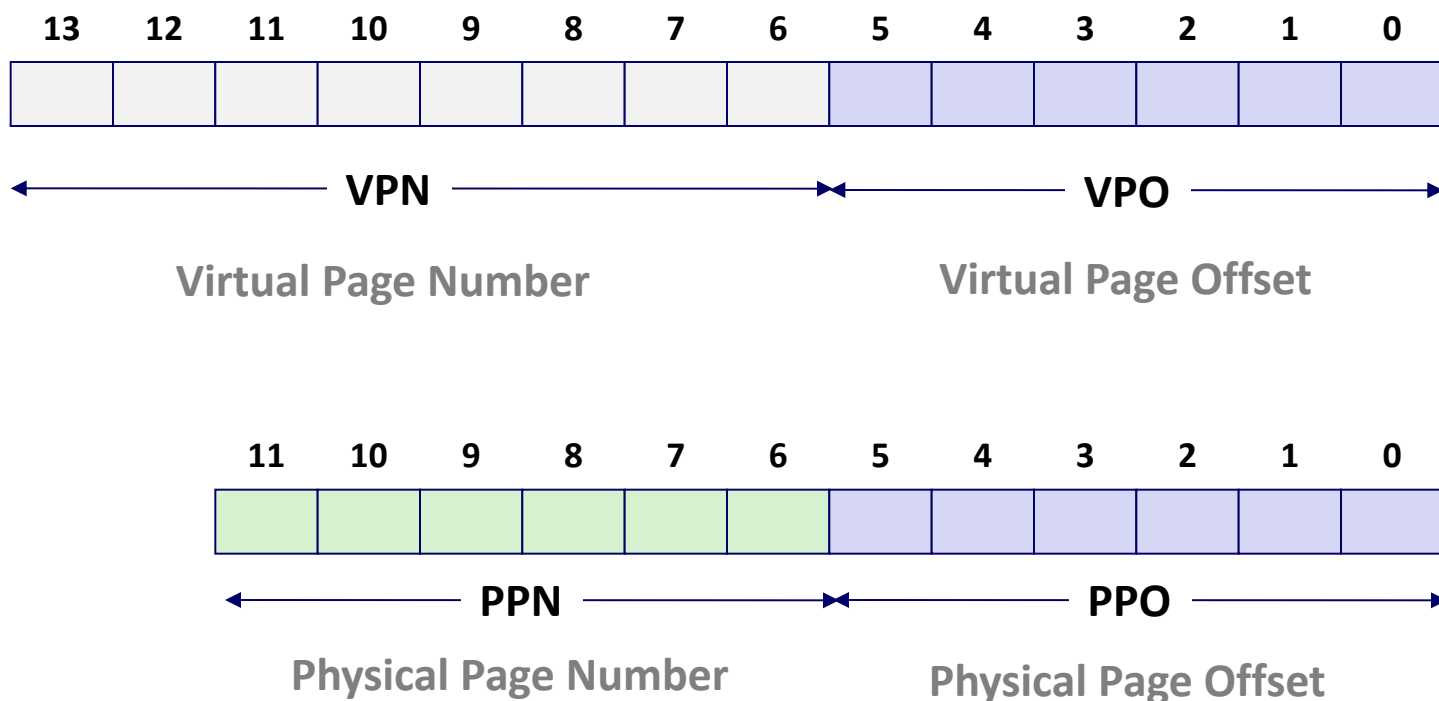 13 12 11 10 9 8 7 6 5 4 3 2 1 0
VPN VPO
Virtual Page Number Virtual Page Offset
11 10 9 8 7 6 5 4 3 2 1 0
PPN PPO
Physical Page Number Physical Page Offset